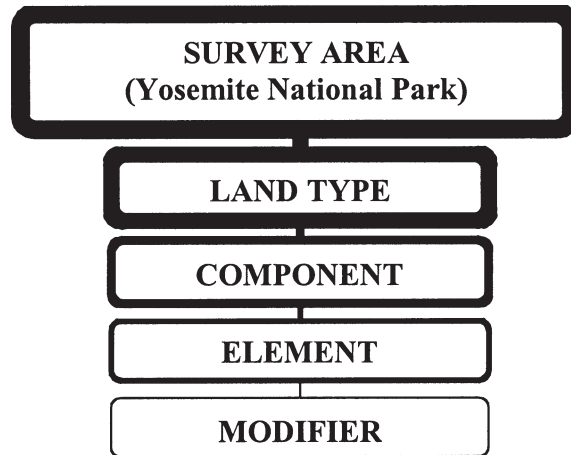 SURVEY AREA
(Yosemite National Park)
LAND TYPE
COMPONENT
ELEMENT
MODIFIER